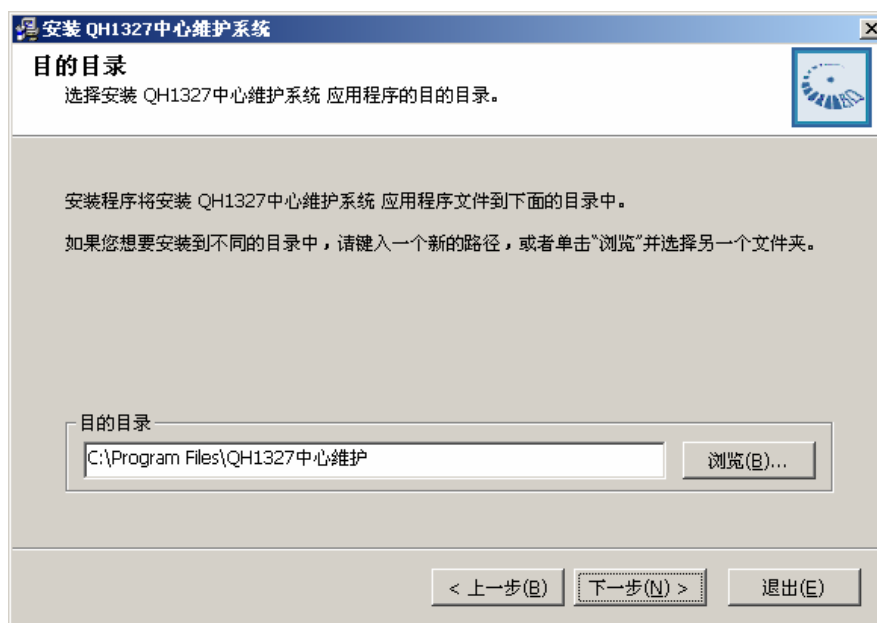 安装 QH1327中心维护系统
目的目录
选择安装 QH1327中心维护系统 应用程序的目的目录。
安装程序将安装 QH1327中心维护系统 应用程序文件到下面的目录中。
如果您想要安装到不同的目录中，请键入一个新的路径，或者单击“浏览”并选择另一个文件夹。
目的目录
C:\Program Files\QH1327中心维护
浏览(B)...
< 上一步(B)
下一步(N) >
退出(E)